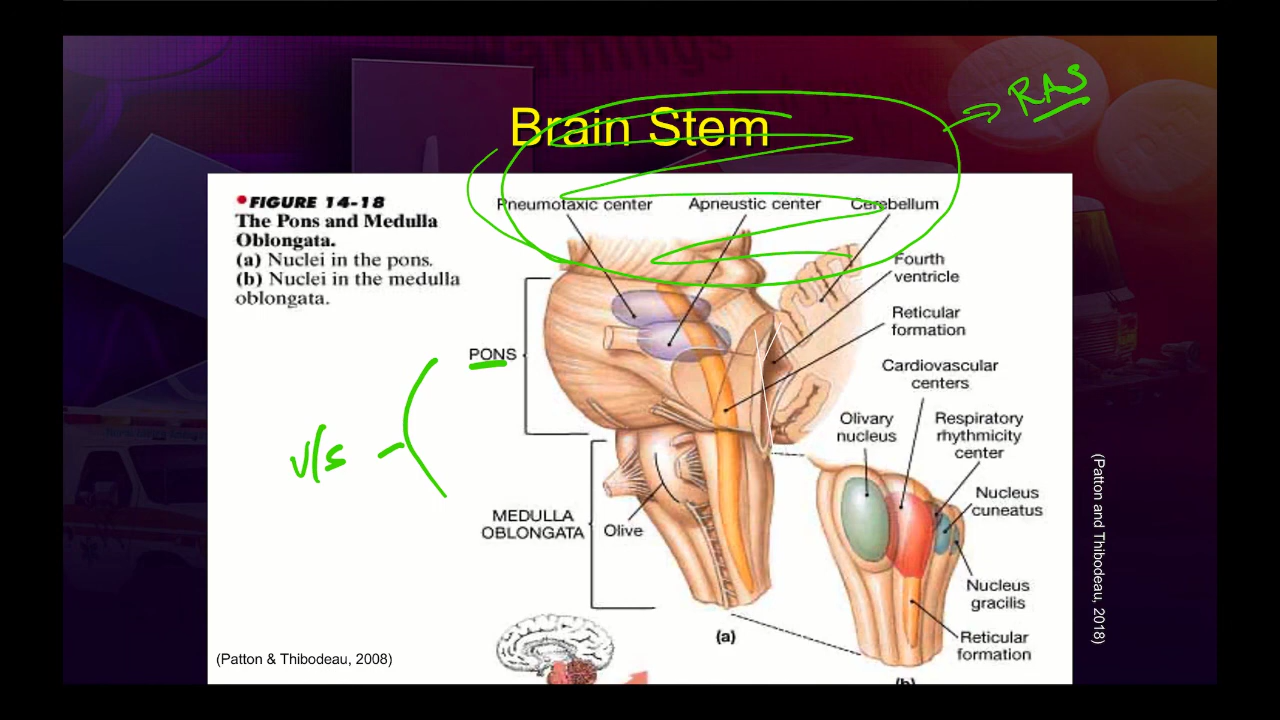 RAS
Brain Stem
FIGURE 14-18
The Pons and Medulla
Oblongata.
(a) Nuclei in the pons.
(b) Nuclei in the medulla
oblongata.
Pneumotaxic center
Apneustic center
Cerebellum
Fourth
ventricle
Reticular
formation
PONS
Cardiovascular
centers
Olivary
nucleus
Respiratory
rhythmicity
center
v/s
Nucleus
cuneatus
MEDULLA
OBLONGATA
Olive
Nucleus
gracilis
Reticular
formation
(a)
(b)
(Patton & Thibodeau, 2008)
(Patton and Thibodeau, 2018)